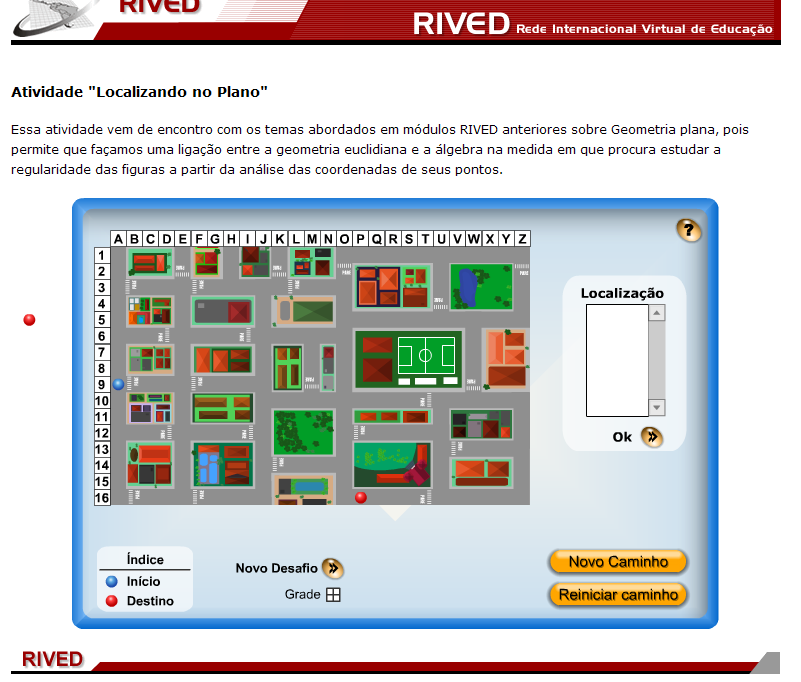 RIVED
RIVED Rede Internacional Virtual de Educação
Atividade "Localizando no Plano"
Essa atividade vem de encontro com os temas abordados em módulos RIVED anteriores sobre Geometria plana, pois
permite que façamos uma ligação entre a geometria euclidiana e a álgebra na medida em que procura estudar a
regularidade das figuras a partir da análise das coordenadas de seus pontos.
?
A B C D E F G H I J K L M N O P Q R S T U V W X Y Z
1
2
3
4
5
6
7
8
9
10
11
12
13
14
15
16
Localização
Ok
Índice
Início
Destino
Novo Desafio
Grade
Novo Caminho
Reiniciar caminho
RIVED